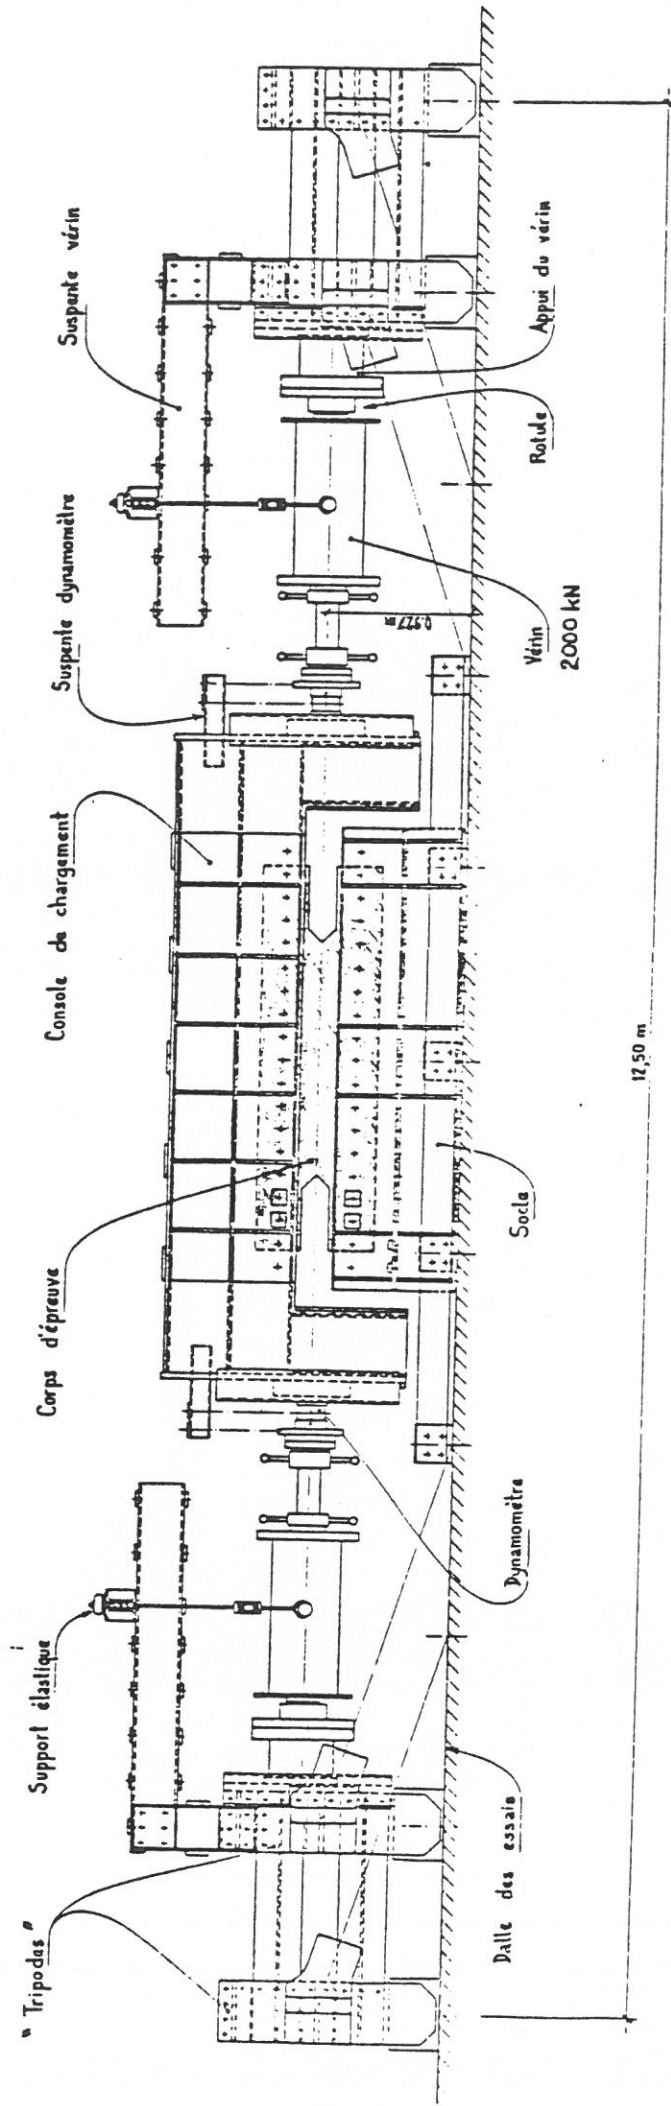 "Tripodas"
Support élastique
Corps d'épreuve
Console de chargement
Suspente dynamomètre
Suspente vérin
Dalle des essais
Dynamomètre
Socle
Vérin
2000 kN
Rotule
Appui du vérin
0.927 m
12,50 m